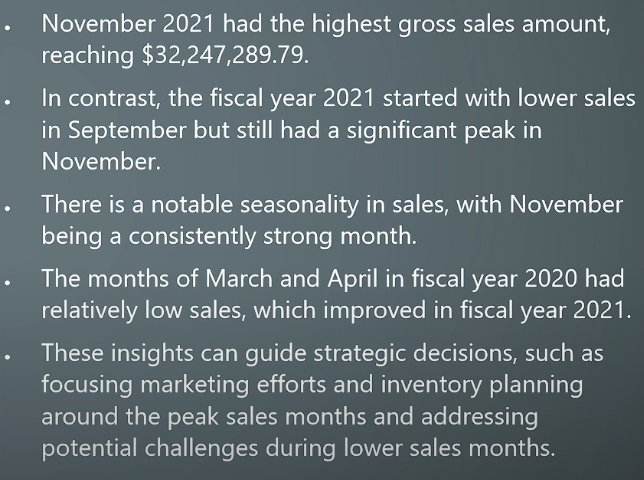 • November 2021 had the highest gross sales amount,
reaching $32,247,289.79.
• In contrast, the fiscal year 2021 started with lower sales
in September but still had a significant peak in
November.
• There is a notable seasonality in sales, with November
being a consistently strong month.
• The months of March and April in fiscal year 2020 had
relatively low sales, which improved in fiscal year 2021.
• These insights can guide strategic decisions, such as
focusing marketing efforts and inventory planning
around the peak sales months and addressing
potential challenges during lower sales months.